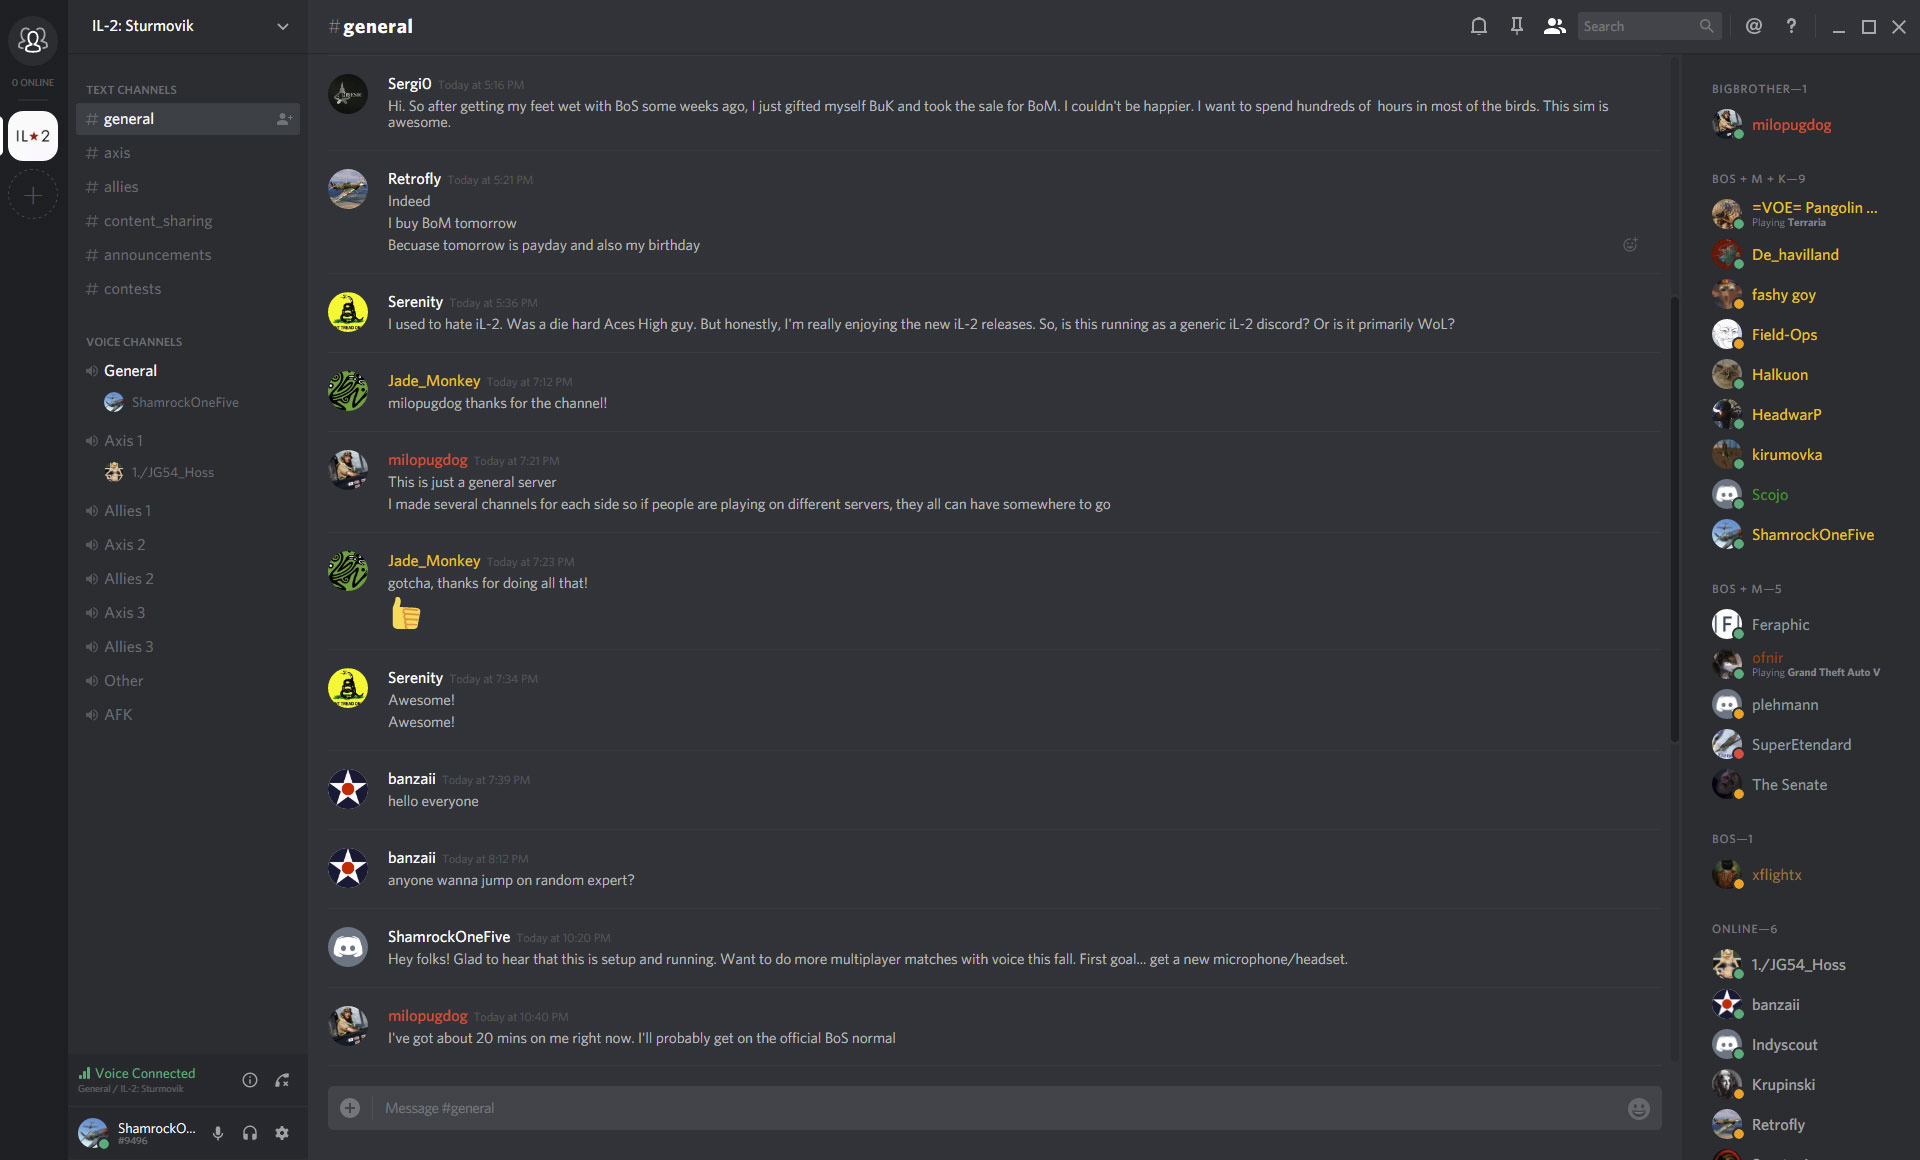 IL-2: Sturmovik
0 ONLINE
IL★2
TEXT CHANNELS
# general
# axis
# allies
# content_sharing
# announcements
# contests
VOICE CHANNELS
General
ShamrockOneFive
Axis 1
1./JG54_Hoss
Allies 1
Axis 2
Allies 2
Axis 3
Allies 3
Other
AFK
Voice Connected
General / IL-2: Sturmovik
ShamrockO...
#9496
#general
Search
Sergi0 Today at 5:16 PM
Hi. So after getting my feet wet with BoS some weeks ago, I just gifted myself BuK and took the sale for BoM. I couldn't be happier. I want to spend hundreds of hours in most of the birds. This sim is
awesome.
Retrofly Today at 5:21 PM
Indeed
I buy BoM tomorrow
Becuase tomorrow is payday and also my birthday
Serenity Today at 5:36 PM
I used to hate iL-2. Was a die hard Aces High guy. But honestly, I'm really enjoying the new iL-2 releases. So, is this running as a generic iL-2 discord? Or is it primarily WoL?
Jade_Monkey Today at 7:12 PM
milopugdog thanks for the channel!
milopugdog Today at 7:21 PM
This is just a general server
I made several channels for each side so if people are playing on different servers, they all can have somewhere to go
Jade_Monkey Today at 7:23 PM
gotcha, thanks for doing all that!
Serenity Today at 7:34 PM
Awesome!
Awesome!
banzaii Today at 7:39 PM
hello everyone
banzaii Today at 8:12 PM
anyone wanna jump on random expert?
ShamrockOneFive Today at 10:20 PM
Hey folks! Glad to hear that this is setup and running. Want to do more multiplayer matches with voice this fall. First goal... get a new microphone/headset.
milopugdog Today at 10:40 PM
I've got about 20 mins on me right now. I'll probably get on the official BoS normal
Message #general
BIGBROTHER—1
milopugdog
BOS + M + K—9
=VOE= Pangolin ...
Playing Terraria
De_havilland
fashy goy
Field-Ops
Halkuon
HeadwarP
kirumovka
Scojo
ShamrockOneFive
BOS + M—5
F
Feraphic
ofnir
Playing Grand Theft Auto V
plehmann
SuperEtendard
The Senate
BOS—1
xflightx
ONLINE—6
1./JG54_Hoss
banzaii
Indyscout
Krupinski
Retrofly